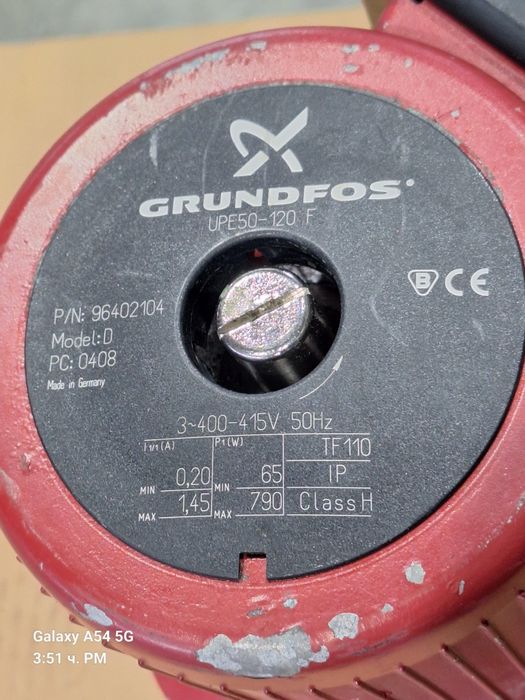 GRUNDFOS
UPE50-120 F
P/N: 96402104
Model: D
PC: 0408
Made in Germany
B CE
3~400-415V 50Hz
I1/1(A) P1(W) TF110
MIN 0,20 MIN 65 IP
MAX 1,45 MAX 790 Class H
Galaxy A54 5G
3:51 ч. PM